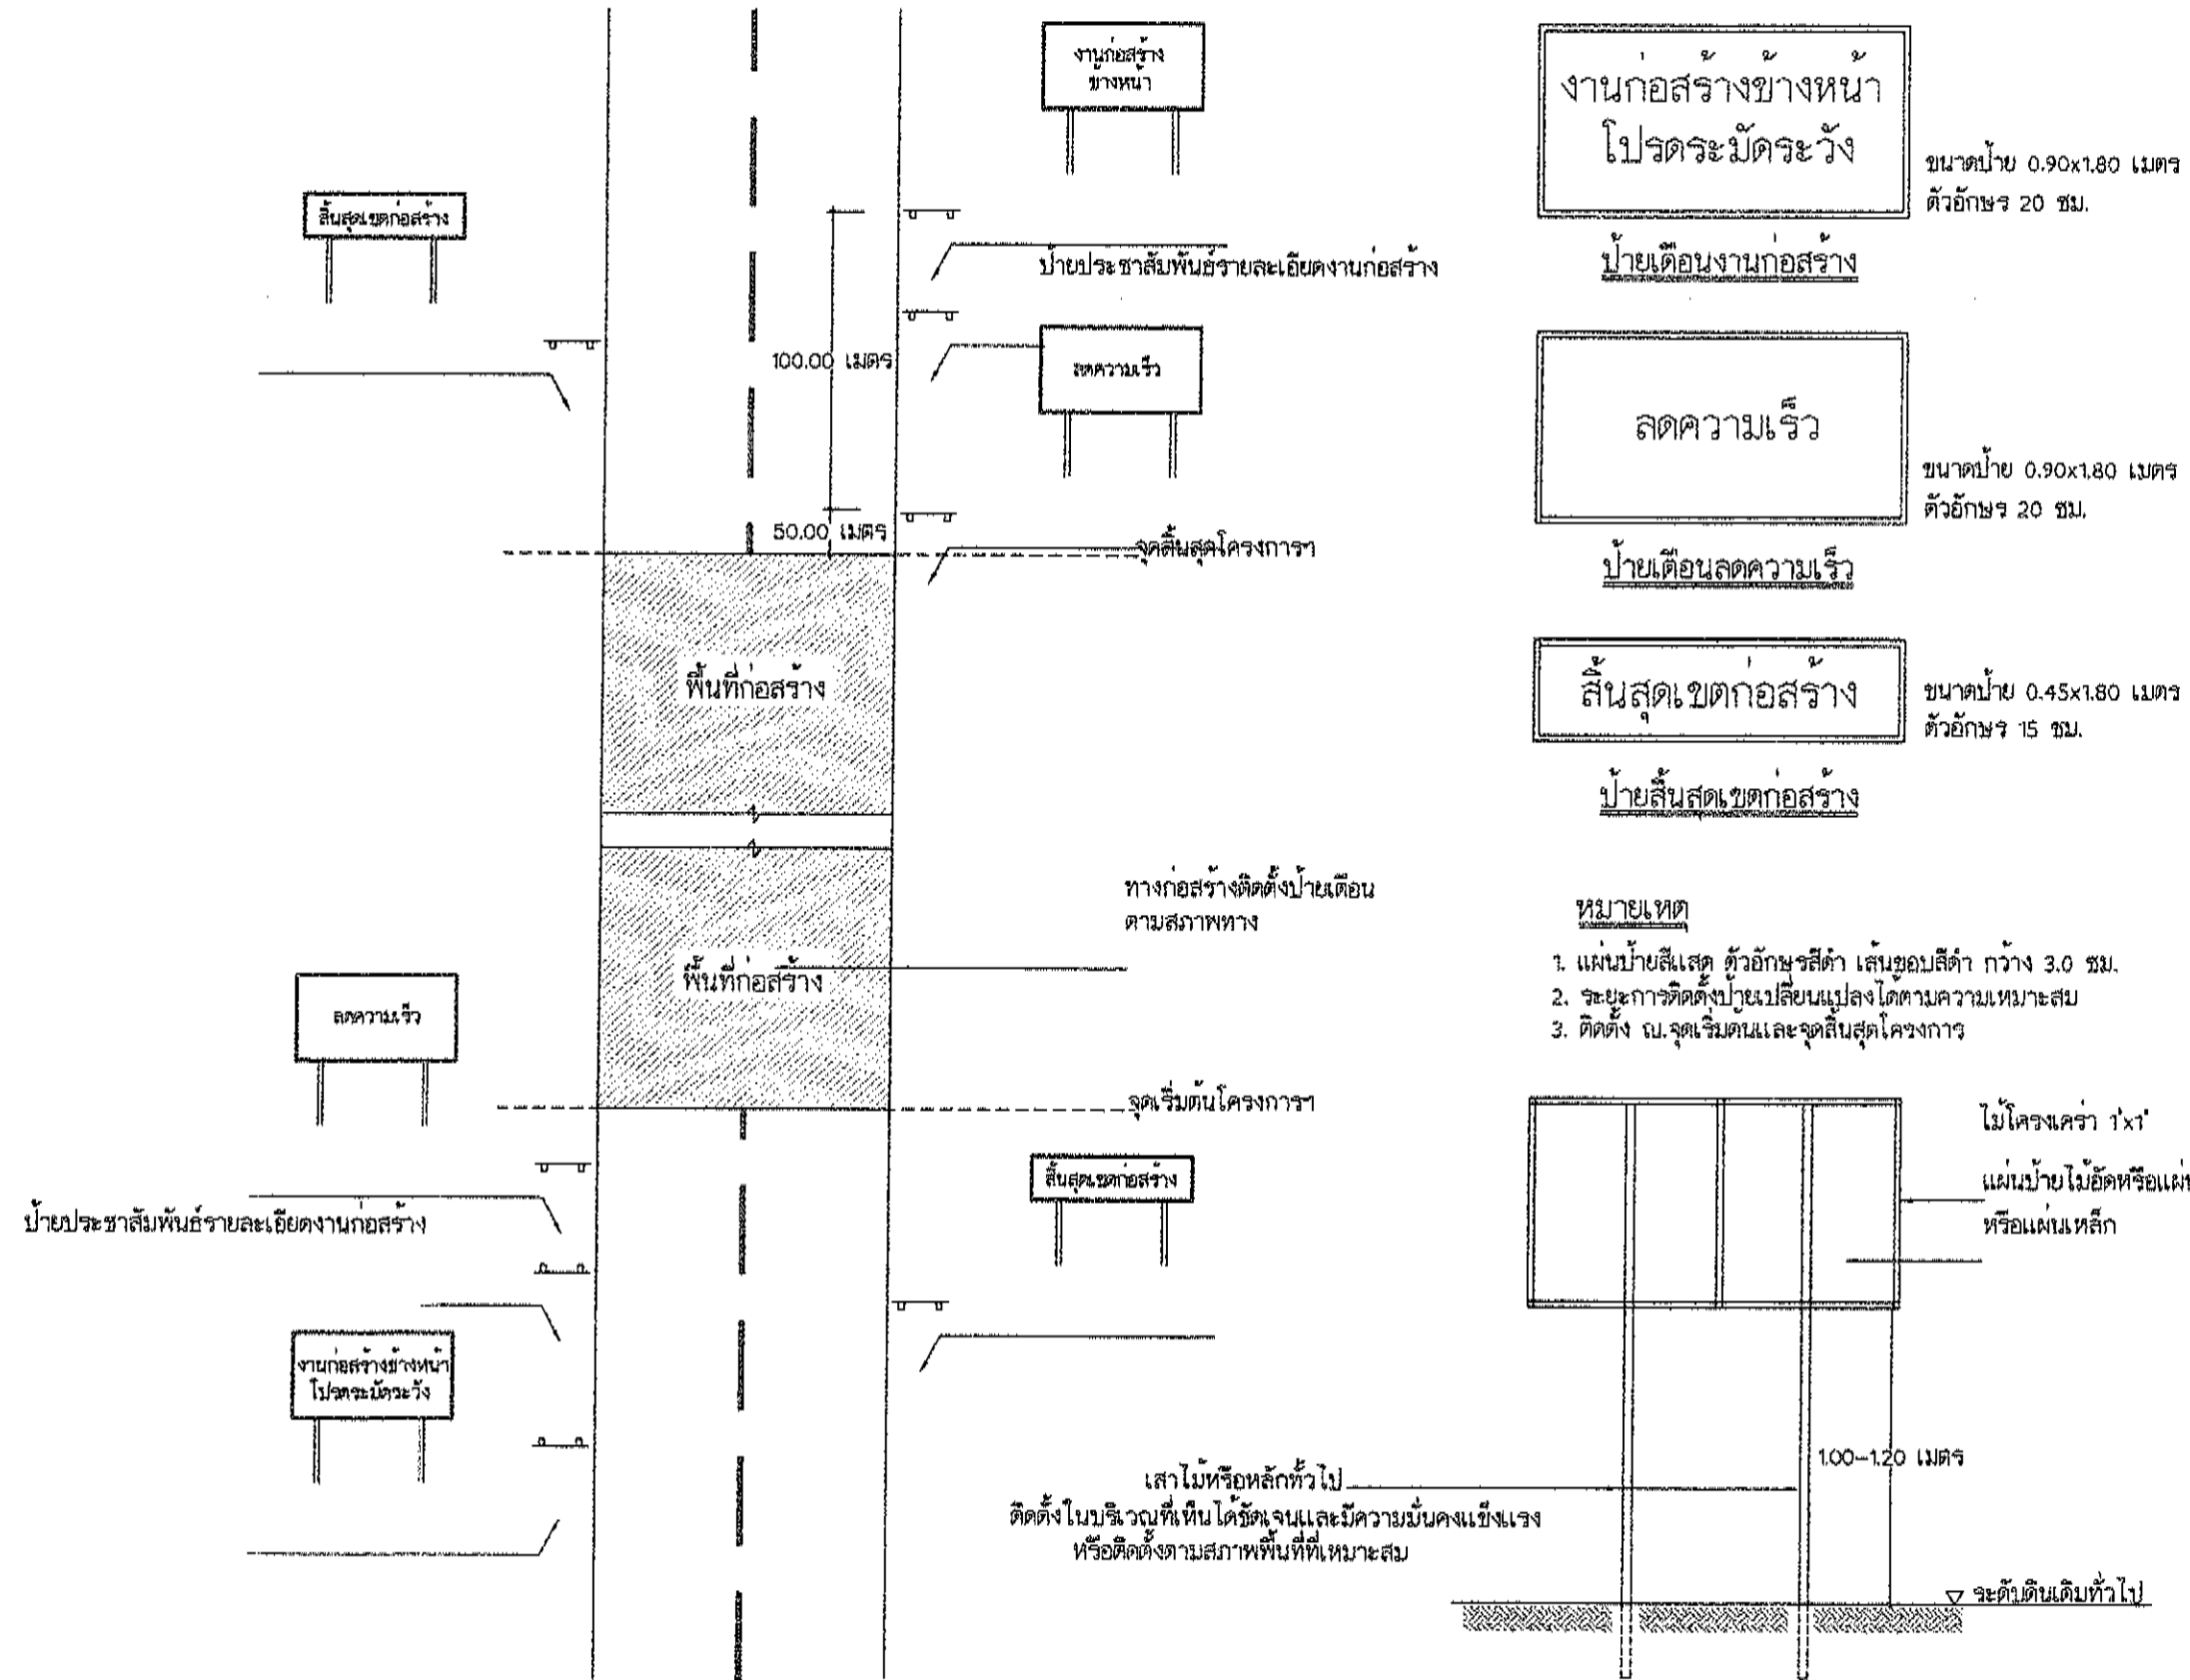 งานก่อสร้าง
ข้างหน้า
สิ้นสุดเขตก่อสร้าง
ป้ายประชาสัมพันธ์รายละเอียดงานก่อสร้าง
100.00 เมตร
ลดความเร็ว
50.00 เมตร
จุดสิ้นสุดโครงการฯ
พื้นที่ก่อสร้าง
ทางก่อสร้างติดตั้งป้ายเตือน
ตามสภาพทาง
พื้นที่ก่อสร้าง
ลดความเร็ว
จุดเริ่มต้นโครงการฯ
สิ้นสุดเขตก่อสร้าง
ป้ายประชาสัมพันธ์รายละเอียดงานก่อสร้าง
งานก่อสร้างข้างหน้า
โปรดระมัดระวัง
งานก่อสร้างข้างหน้า
โปรดระมัดระวัง
ขนาดป้าย 0.90x1.80 เมตร
ตัวอักษร 20 ซม.
ป้ายเตือนงานก่อสร้าง
ลดความเร็ว
ขนาดป้าย 0.90x1.80 เมตร
ตัวอักษร 20 ซม.
ป้ายเตือนลดความเร็ว
สิ้นสุดเขตก่อสร้าง
ขนาดป้าย 0.45x1.80 เมตร
ตัวอักษร 15 ซม.
ป้ายสิ้นสุดเขตก่อสร้าง
หมายเหตุ
1. แผ่นป้ายสีแสด ตัวอักษรสีดำ เส้นขอบสีดำ กว้าง 3.0 ซม.
2. ระยะการติดตั้งป้ายเปลี่ยนแปลงได้ตามความเหมาะสม
3. ติดตั้ง ณ.จุดเริ่มต้นและจุดสิ้นสุดโครงการ
ไม้โครงเคร่า 1"x1"
แผ่นป้ายไม้อัดหรือแผ่น
หรือแผ่นเหล็ก
1.00-1.20 เมตร
เสาไม้หรือหลักทั่วไป
ติดตั้งในบริเวณที่เห็นได้ชัดเจนและมีความมั่นคงแข็งแรง
หรือติดตั้งตามสภาพพื้นที่ที่เหมาะสม
ระดับดินเดิมทั่วไป